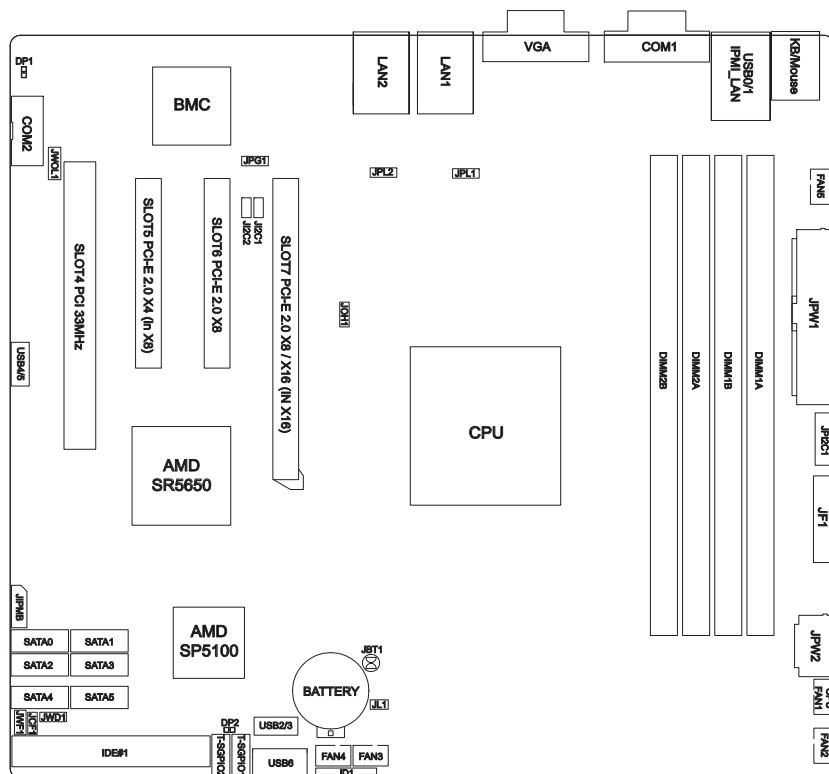 DP1
COM2
JWOL1
BMC
LAN2
LAN1
VGA
COM1
USB0/1
IPMI_LAN
KB/Mouse
JPG1
JPL2
JPL1
FAN5
SLOT4 PCI 33MHz
SLOT5 PCI-E 2.0 X4 (In X8)
SLOT6 PCI-E 2.0 X8
JI2C2
JI2C1
SLOT7 PCI-E 2.0 X8 / X16 (IN X16)
JOH1
USB4/5
CPU
DIMM2B
DIMM2A
DIMM1B
DIMM1A
JPW1
JPI2C1
JF1
AMD
SR5650
JIPMB
AMD
SP5100
SATA0
SATA1
SATA2
SATA3
SATA4
SATA5
JBT1
BATTERY
JL1
JPW2
FAN1
FAN2
JWF1
JCF1
JWD1
DP2
USB2/3
IDE#1
T-SGPIO2
T-SGPIO1
USB6
FAN4
FAN3